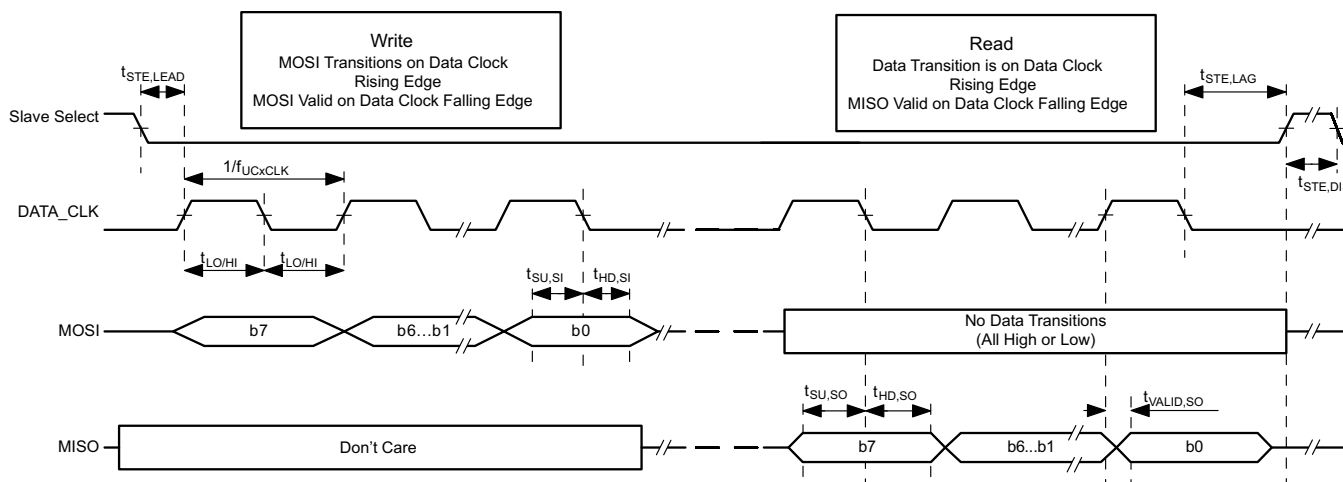 Write
MOSI Transitions on Data Clock
Rising Edge
MOSI Valid on Data Clock Falling Edge
Read
Data Transition is on Data Clock
Rising Edge
MISO Valid on Data Clock Falling Edge
tSTE,LEAD
tSTE,LAG
Slave Select
1/fUCxCLK
tSTE,DI
DATA_CLK
tLO/HI tLO/HI
tSU,SI tHD,SI
MOSI
b7 b6...b1 b0
No Data Transitions
(All High or Low)
tSU,SO tHD,SO tVALID,SO
MISO
Don't Care
b7 b6...b1 b0